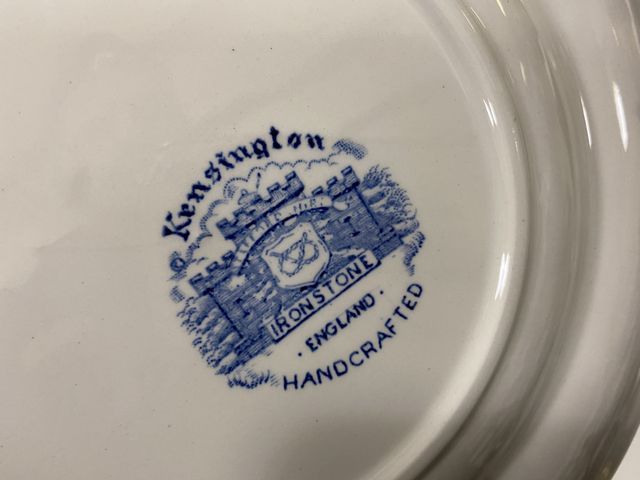 Kensington
IRONSTONE
· ENGLAND ·
HANDCRAFTED